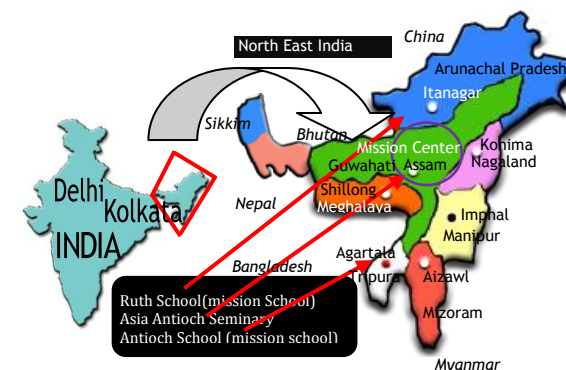 China
North East India
Arunachal Pradesh
Itanagar
Sikkim
Bhutan
Mission Center
Kohima
Nagaland
Guwahati Assam
Delhi
Kolkata
INDIA
Shillong
Meghalaya
Nepal
Imphal
Manipur
Agartala
Tripura
Bangladesh
Aizawl
Mizoram
Ruth School(mission School)
Asia Antioch Seminary
Antioch School (mission school)
Myanmar